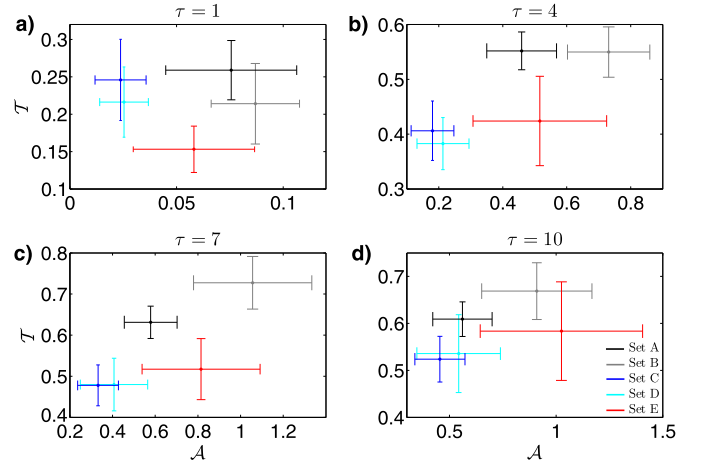 a) τ = 1
0.3
0.25
0.2
0.15
0.1
0 0.05 0.1
𝒯
b) τ = 4
0.6
0.5
0.4
0.3
0.2 0.4 0.6 0.8
c) τ = 7
0.8
0.7
0.6
0.5
0.4
0.2 0.4 0.6 0.8 1 1.2
𝒯
𝒜
d) τ = 10
0.7
0.6
0.5
0.4
0.5 1 1.5
𝒜
Set A
Set B
Set C
Set D
Set E